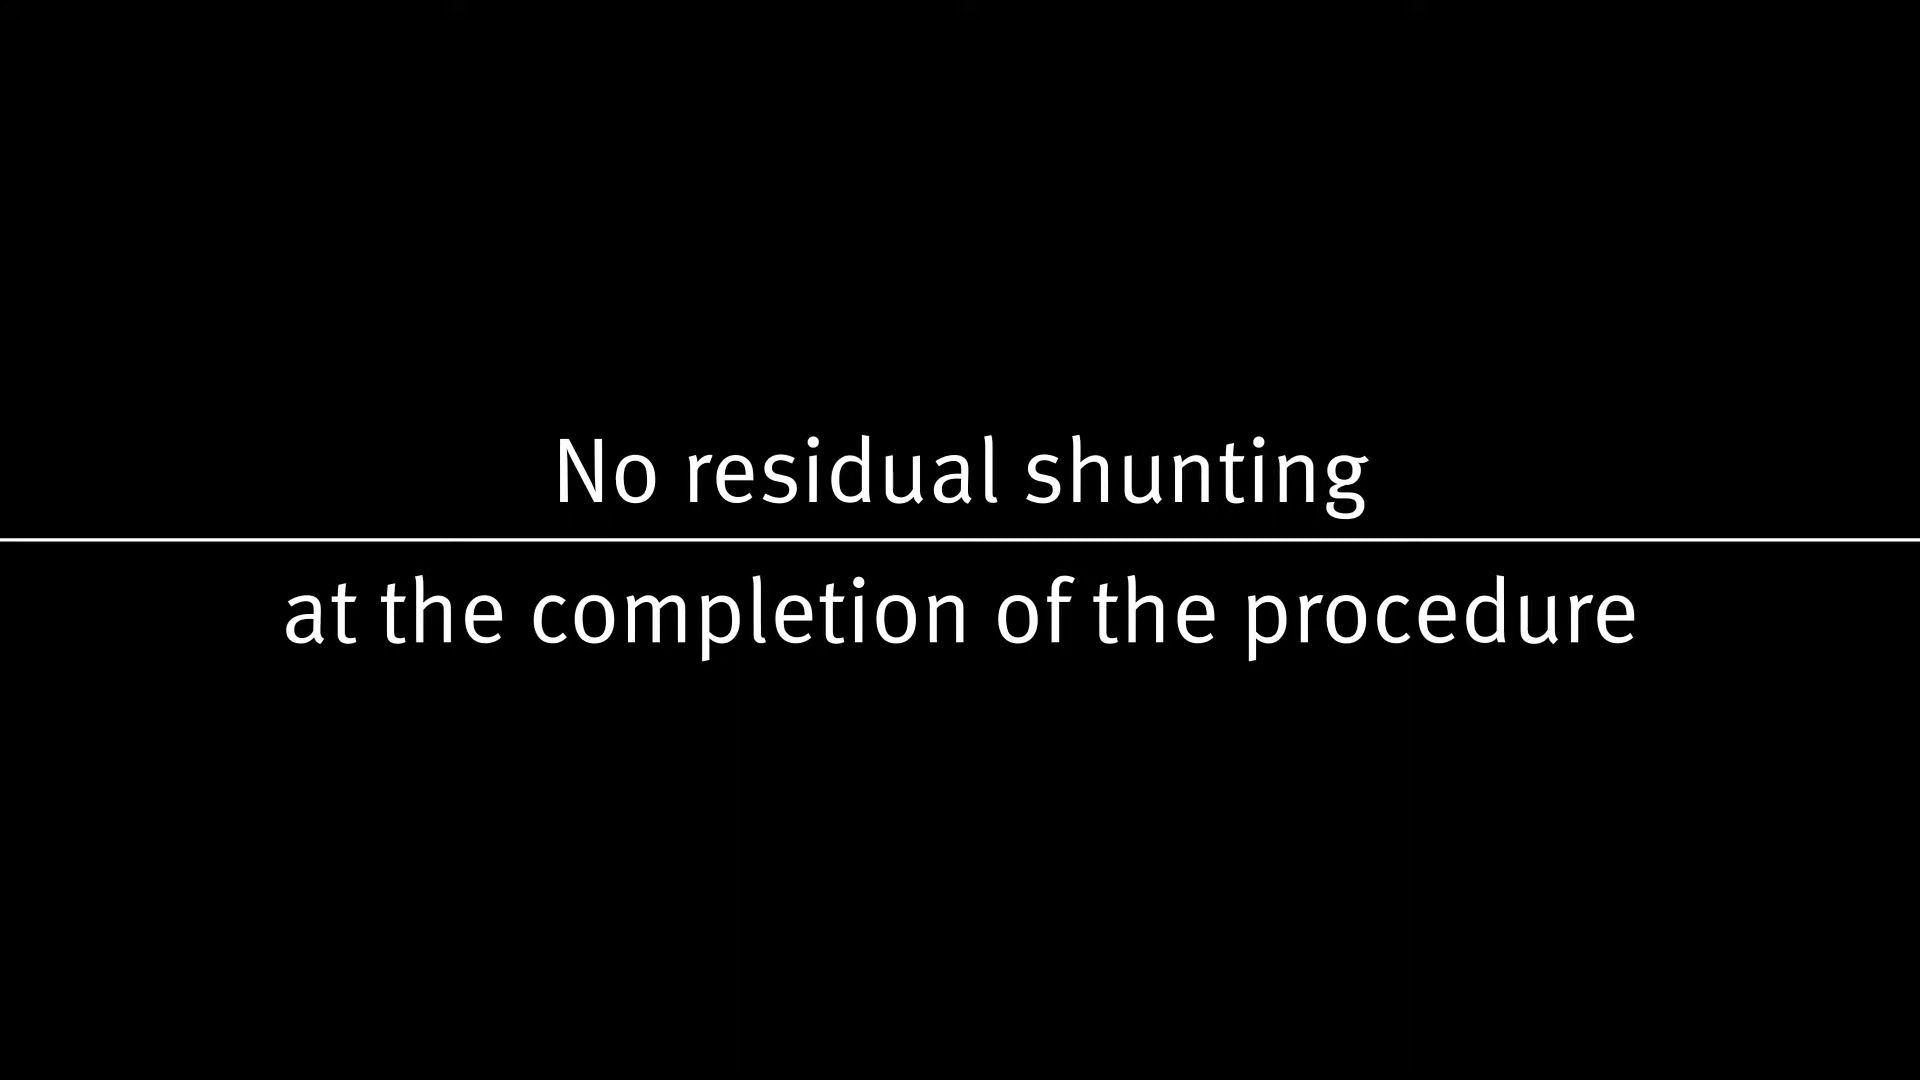 No residual shunting
at the completion of the procedure